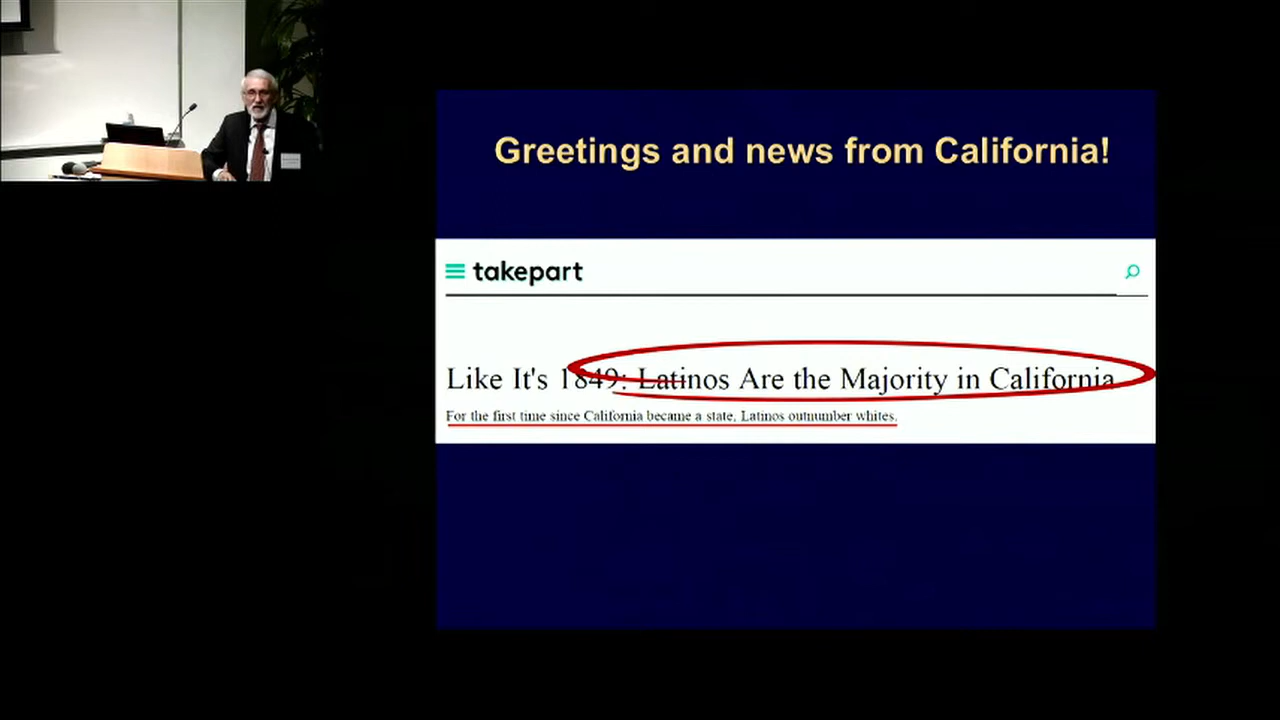 Greetings and news from California!
takepart
Like It's 1849: Latinos Are the Majority in California
For the first time since California became a state, Latinos outnumber whites.